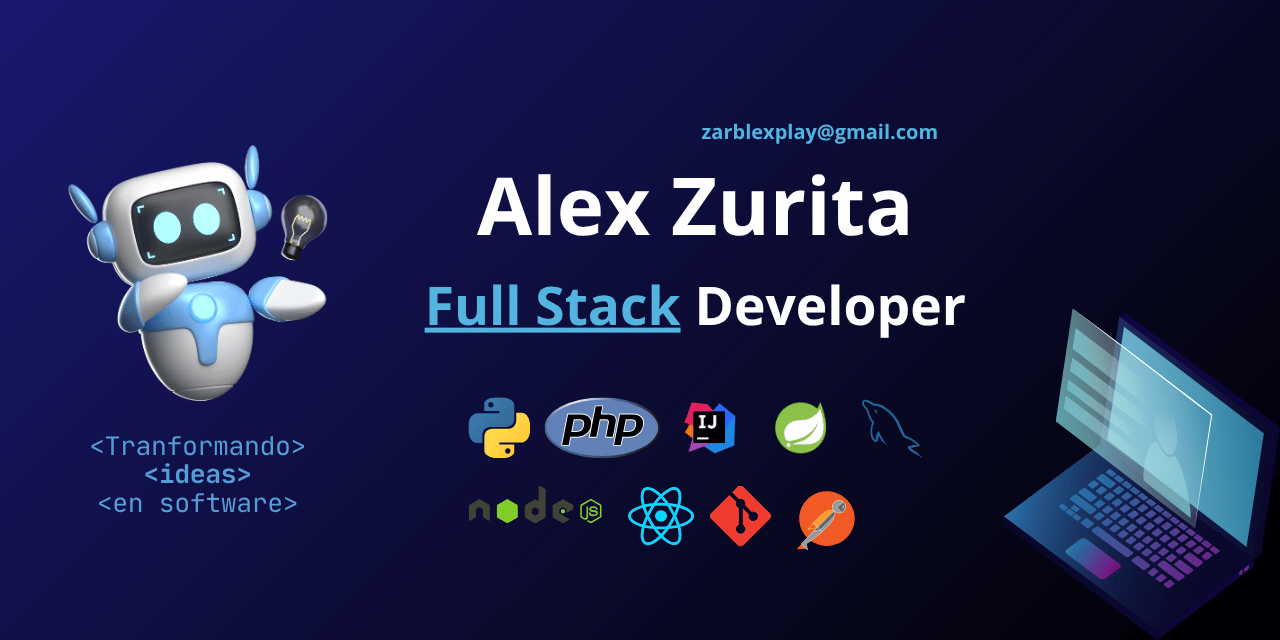 zarblexplay@gmail.com
Alex Zurita
Full Stack Developer
<Tranformando>
<ideas>
<en software>
php
IJ
node
JS